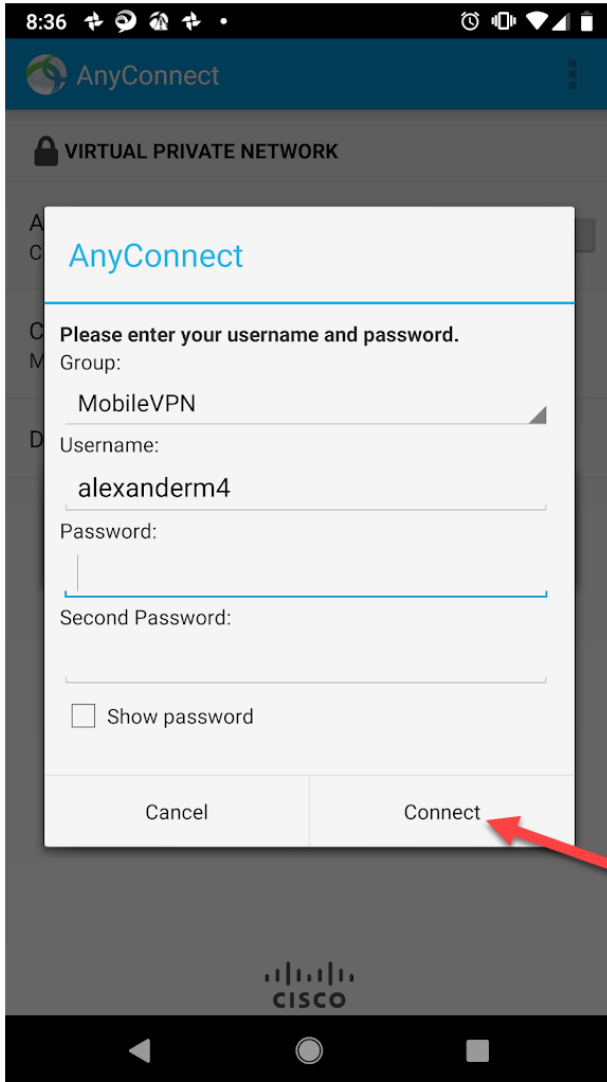 8:36
AnyConnect
VIRTUAL PRIVATE NETWORK
A
C
AnyConnect
C
Please enter your username and password.
M
Group:
MobileVPN
D
Username:
alexanderm4
Password:
Second Password:
Show password
Cancel
Connect
CISCO